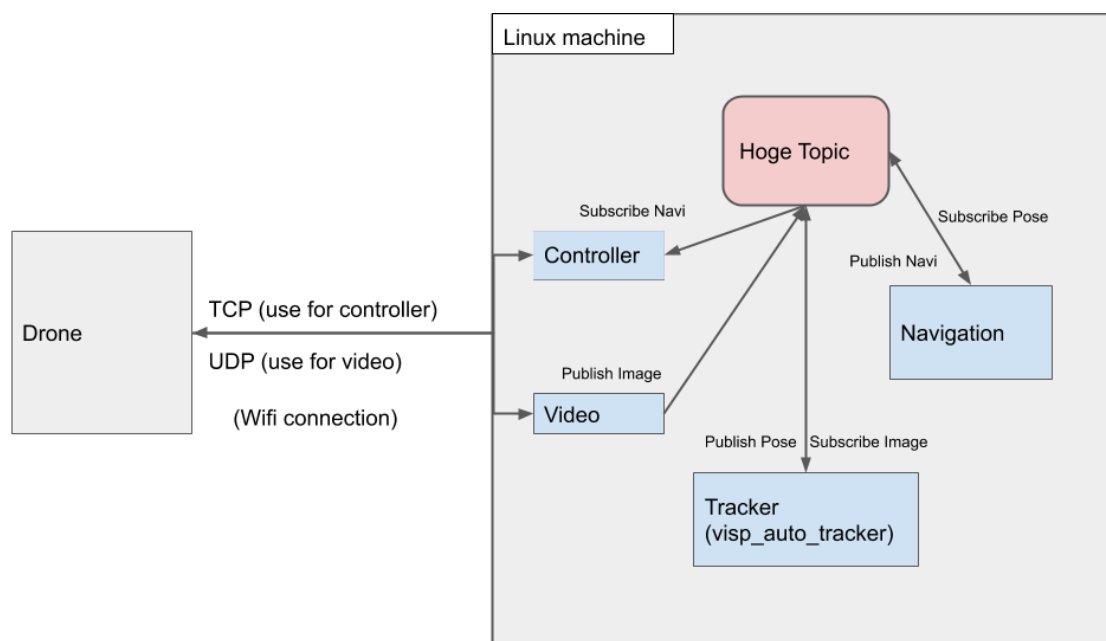 Linux machine
Hoge Topic
Subscribe Navi
Subscribe Pose
Controller
Publish Navi
TCP (use for controller)
Drone
Navigation
UDP (use for video)
Publish Image
(Wifi connection)
Video
Publish Pose
Subscribe Image
Tracker
(visp_auto_tracker)